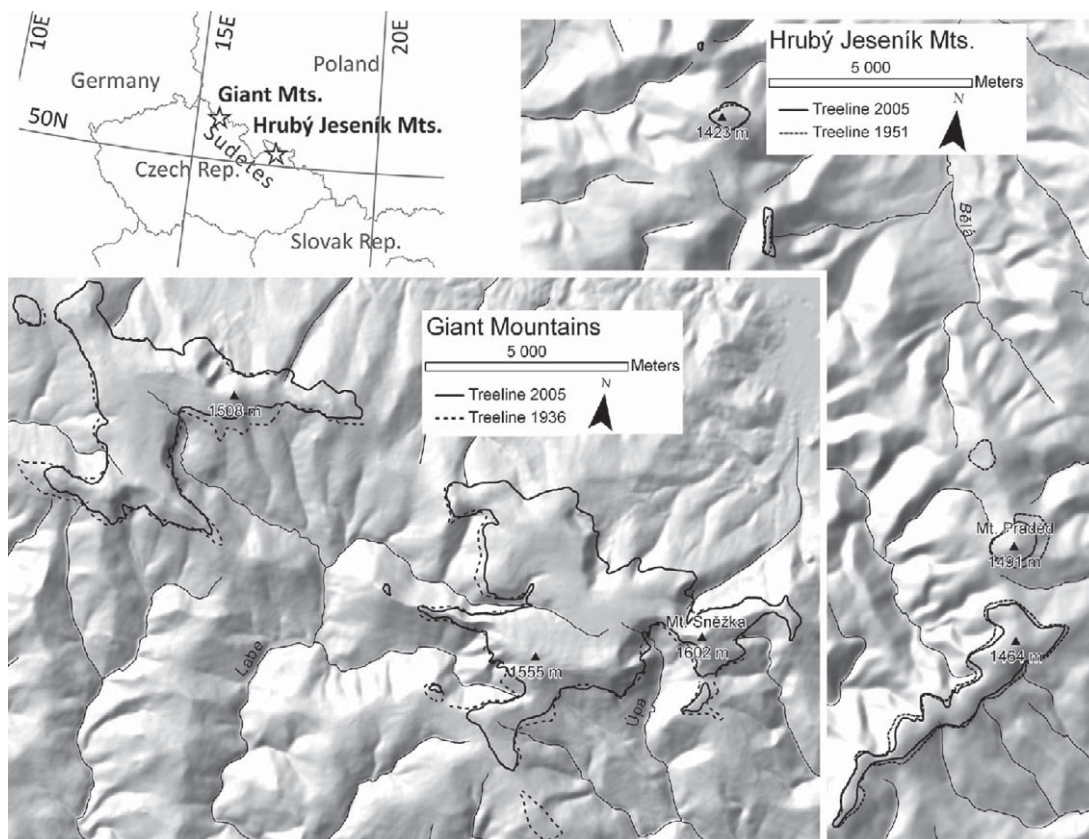 10E
15E
20E
Germany
Poland
Giant Mts.
50N
Hrubý Jeseník Mts.
Sudetes
Czech Rep.
Slovak Rep.
Hrubý Jeseník Mts.
5 000
Meters
N
Treeline 2005
Treeline 1951
1423 m
Bělá
Mt. Praděd
1491 m
1464 m
Giant Mountains
5 000
Meters
N
Treeline 2005
Treeline 1936
1508 m
Labe
Mt. Sněžka
1602 m
1555 m
Úpa